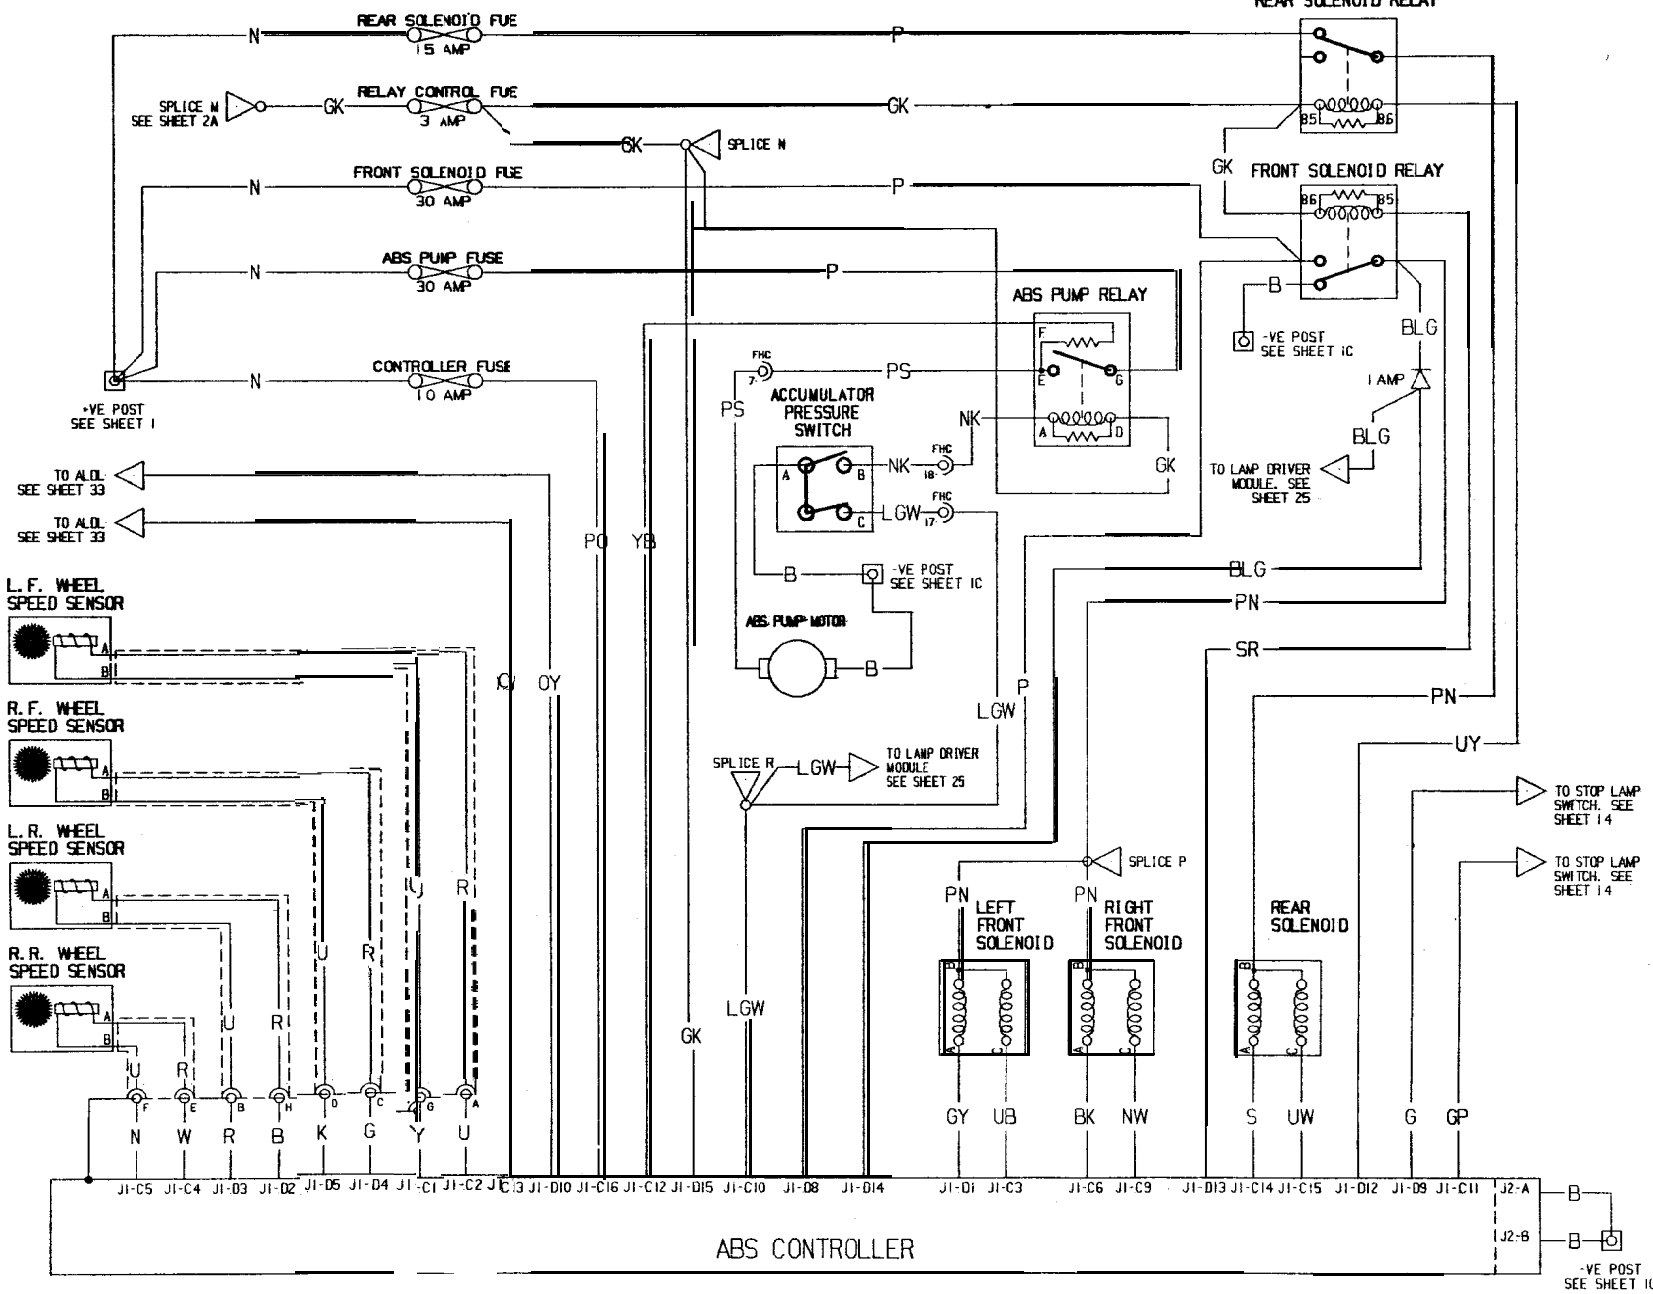 REAR SOLENOID RELAY
REAR SOLENOID FUE
N
15 AMP
P
RELAY CONTROL FUE
SPLICE M
SEE SHEET 2A
GK
3 AMP
GK
85
86
GK
SPLICE N
GK
FRONT SOLENOID FUE
FRONT SOLENOID RELAY
N
30 AMP
P
86
85
ABS PUMP FUSE
N
30 AMP
P
B
ABS PUMP RELAY
F
BLG
-VE POST
SEE SHEET 1C
CONTROLLER FUSE
N
10 AMP
FHC
7
PS
E
G
1 AMP
+VE POST
SEE SHEET 1
PS
ACCUMULATOR
PRESSURE
SWITCH
NK
A
D
BLG
TO ALDL
SEE SHEET 33
A
B
NK
FHC
18
GK
TO LAMP DRIVER
MODULE. SEE
SHEET 25
TO ALDL
SEE SHEET 33
C
LGW
FHC
17
PO
YB
B
-VE POST
SEE SHEET 1C
BLG
PN
L.F. WHEEL
SPEED SENSOR
A
B
ABS PUMP MOTOR
B
SR
OY
P
LGW
PN
R.F. WHEEL
SPEED SENSOR
A
B
UY
SPLICE R
LGW
TO LAMP DRIVER
MODULE
SEE SHEET 25
TO STOP LAMP
SWITCH. SEE
SHEET 14
L.R. WHEEL
SPEED SENSOR
A
B
U
R
SPLICE P
TO STOP LAMP
SWITCH. SEE
SHEET 14
PN
PN
LEFT
FRONT
SOLENOID
RIGHT
FRONT
SOLENOID
REAR
SOLENOID
R.R. WHEEL
SPEED SENSOR
A
B
U
R
U
R
LGW
GK
B
A
C
B
A
C
B
A
C
U
R
F
E
B
H
D
C
G
A
N
W
R
B
K
G
Y
U
GY
UB
BK
NW
S
UW
G
GP
J1-C5
J1-C4
J1-D3
J1-D2
J1-D5
J1-D4
J1-C1
J1-C2
J1-C13
J1-D10
J1-C16
J1-C12
J1-D15
J1-C10
J1-D8
J1-D14
J1-D1
J1-C3
J1-C6
J1-C9
J1-D13
J1-C14
J1-C15
J1-D12
J1-D9
J1-C11
J2-A
B
J2-B
B
ABS CONTROLLER
-VE POST
SEE SHEET 1C